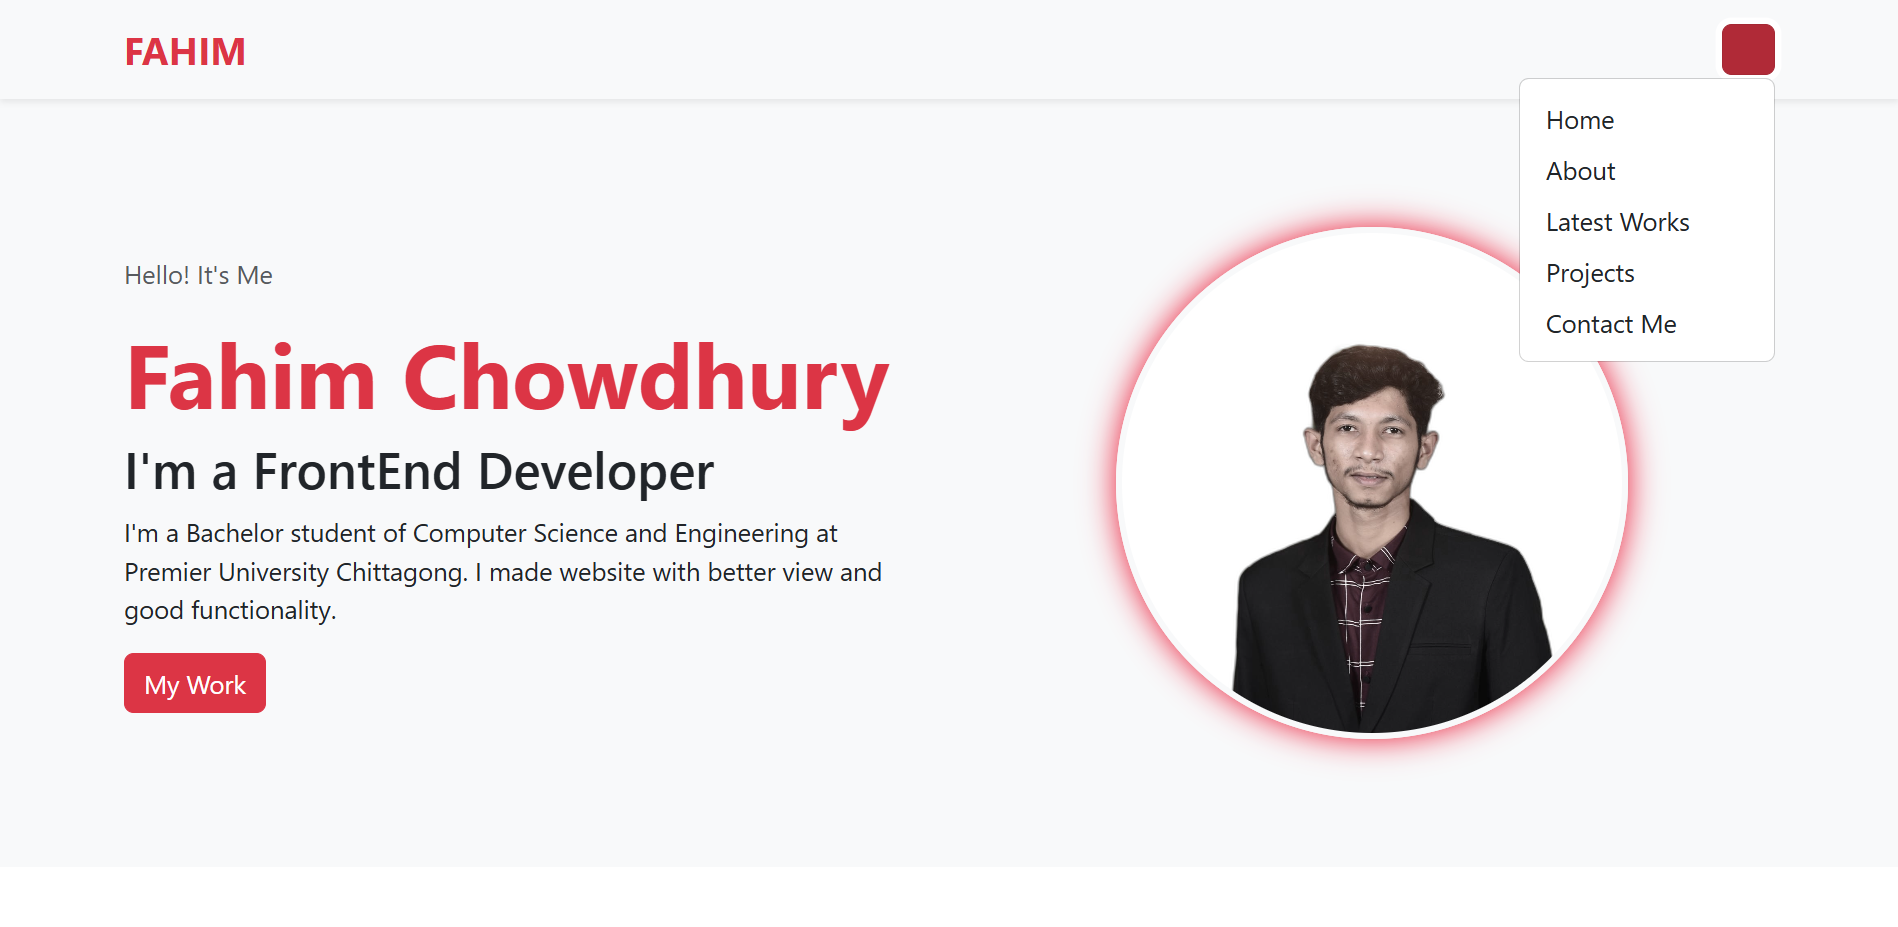 FAHIM
Home
About
Latest Works
Projects
Contact Me
Hello! It's Me
Fahim Chowdhury
I'm a FrontEnd Developer
I'm a Bachelor student of Computer Science and Engineering at
Premier University Chittagong. I made website with better view and
good functionality.
My Work